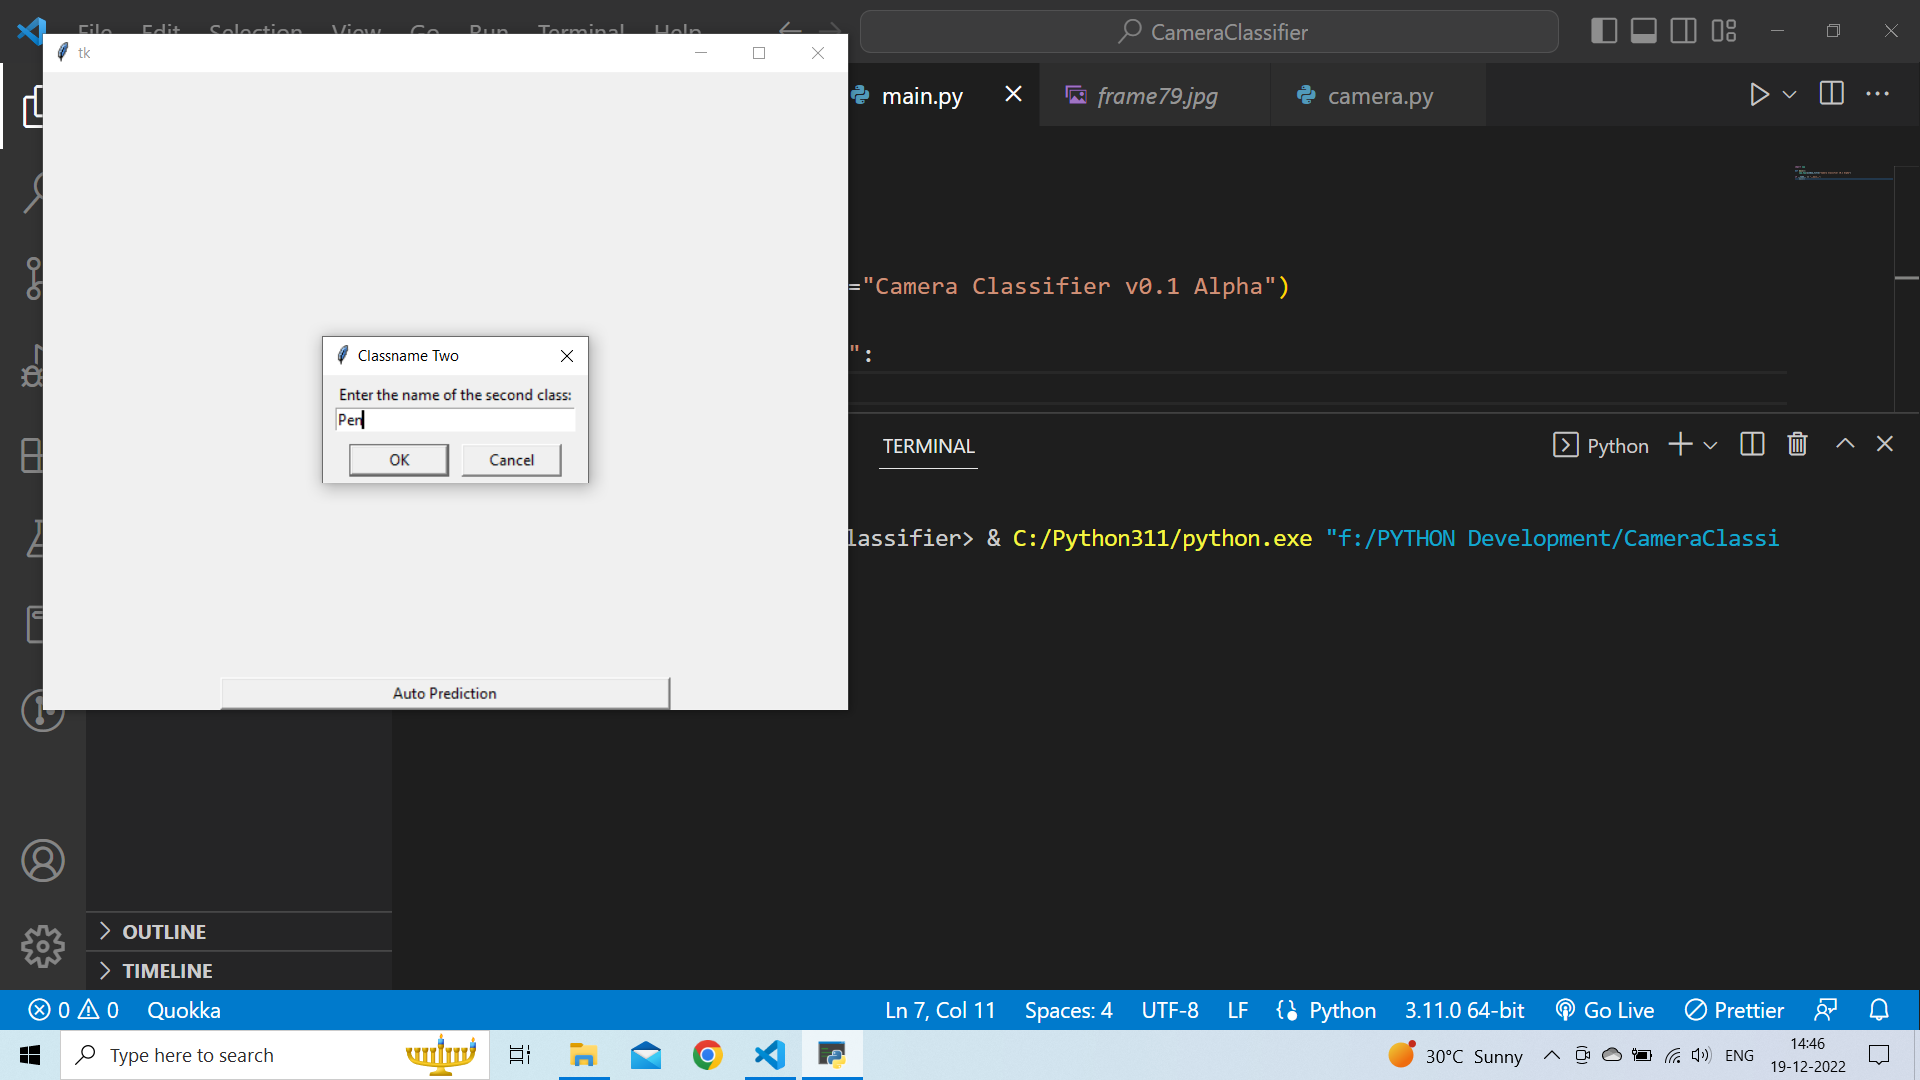 File Edit Selection View Go Run Terminal Help
CameraClassifier
tk
main.py
frame79.jpg
camera.py
="Camera Classifier v0.1 Alpha")
":
Classname Two
Enter the name of the second class:
Pen
OK
Cancel
TERMINAL
Python
lassifier> & C:/Python311/python.exe "f:/PYTHON Development/CameraClassi
Auto Prediction
OUTLINE
TIMELINE
0 0 Quokka
Ln 7, Col 11 Spaces: 4 UTF-8 LF Python 3.11.0 64-bit Go Live Prettier
Type here to search
30°C Sunny
ENG
14:46
19-12-2022